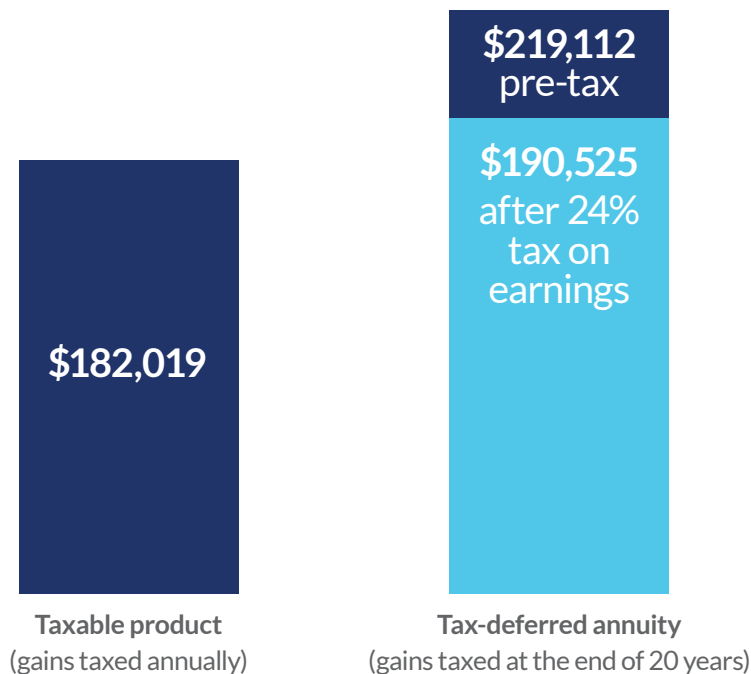 $219,112
pre-tax
$190,525
after 24%
tax on
earnings
$182,019
Taxable product
(gains taxed annually)
Tax-deferred annuity
(gains taxed at the end of 20 years)